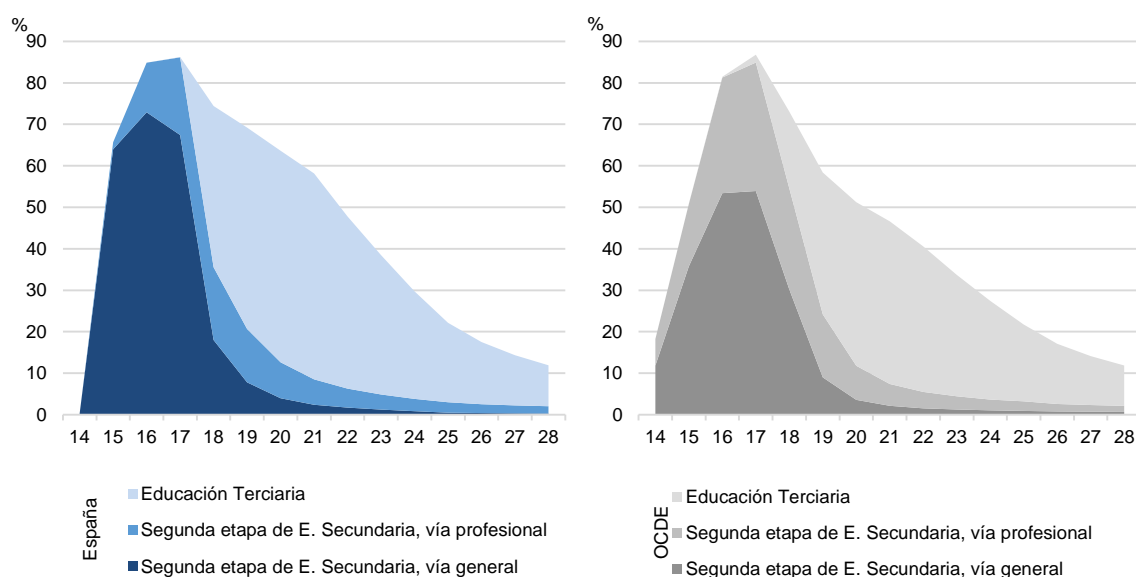 %
90
80
70
60
50
40
30
20
10
0
14 15 16 17 18 19 20 21 22 23 24 25 26 27 28
España
Educación Terciaria
Segunda etapa de E. Secundaria, vía profesional
Segunda etapa de E. Secundaria, vía general
%
90
80
70
60
50
40
30
20
10
0
14 15 16 17 18 19 20 21 22 23 24 25 26 27 28
OCDE
Educación Terciaria
Segunda etapa de E. Secundaria, vía profesional
Segunda etapa de E. Secundaria, vía general